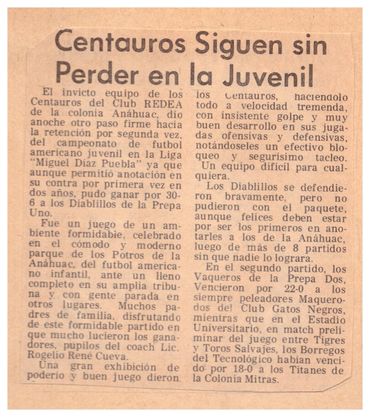 Centauros Siguen sin
Perder en la Juvenil
El invicto equipo de los
Centauros del Club REDEA
de la colonia Anáhuac, dio
anoche otro paso firme hacia
la retención por segunda vez,
del campeonato de futbol
americano juvenil en la Liga
"Miguel Díaz Puebla" ya que
aunque permitió anotación en
su contra por primera vez en
dos años, pudo ganar por 30-
6 a los Diablillos de la Prepa
Uno.
Fue un juego de un am-
biente formidable, celebrado
en el cómodo y moderno
parque de los Potros de la
Anáhuac, del futbol america-
no infantil, ante un lleno
completo en su amplia tribu-
na y con gente parada en
otros lugares. Muchos pa-
dres de familia, disfrutando
de este formidable partido en
que mucho lucieron los gana-
dores, pupilos del coach Lic.
Rogelio René Cueva.
Una gran exhibición de
poderío y buen juego dieron
los Centauros, haciéndolo
todo a velocidad tremenda,
con insistente golpe y muy
buen desarrollo en sus juga-
das ofensivas y defensivas,
notándoseles un efectivo blo-
queo y segurísimo tacleo.
Un equipo difícil para cual-
quiera.
Los Diablillos se defendie-
ron bravamente, pero no
pudieron con el paquete,
aunque felices deben estar
por ser los primeros en ano-
tarles a los de la Anáhuac,
luego de más de 8 partidos
sin que nadie lo lograra.
En el segundo partido, los
Vaqueros de la Prepa Dos,
Vencieron por 22-0 a los
siempre peleadores Maquero-
dos del Club Gatos Negros,
mientras que en el Estadio
Universitario, en match preli-
minar del juego entre Tigres
y Toros Salvajes, los Borregos
del Tecnológico habían venci-
do por 18-0 a los Titanes de
la Colonia Mitras.